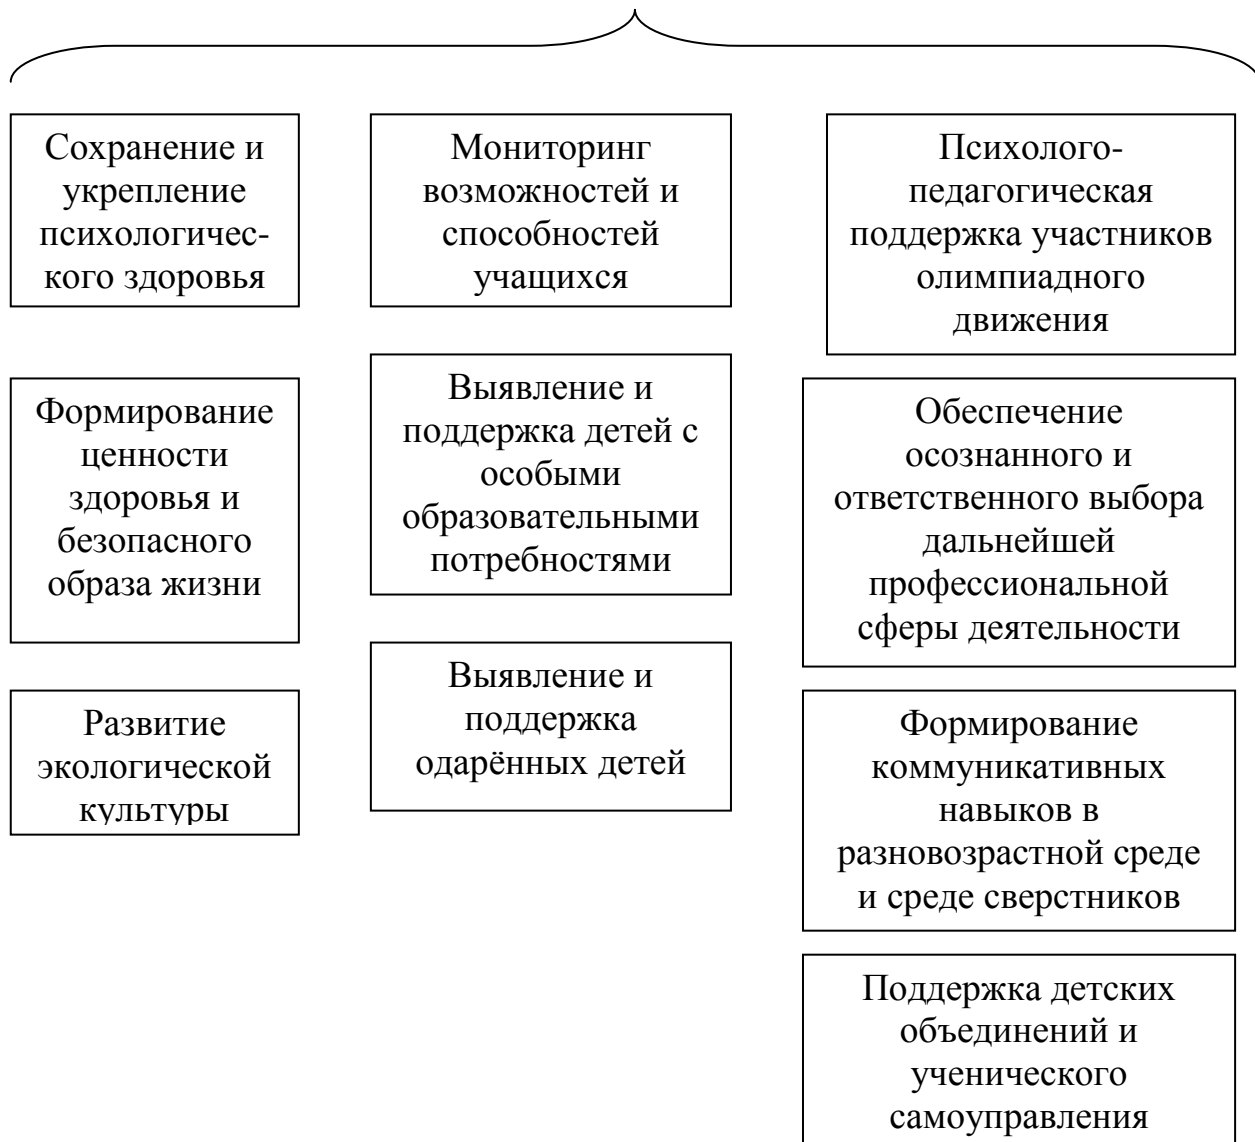 Сохранение и
укрепление
психологичес-
кого здоровья
Формирование
ценности
здоровья и
безопасного
образа жизни
Развитие
экологической
культуры
Мониторинг
возможностей и
способностей
учащихся
Выявление и
поддержка детей с
особыми
образовательными
потребностями
Выявление и
поддержка
одарённых детей
Психолого-
педагогическая
поддержка участников
олимпиадного
движения
Обеспечение
осознанного и
ответственного выбора
дальнейшей
профессиональной
сферы деятельности
Формирование
коммуникативных
навыков в
разновозрастной среде
и среде сверстников
Поддержка детских
объединений и
ученического
самоуправления